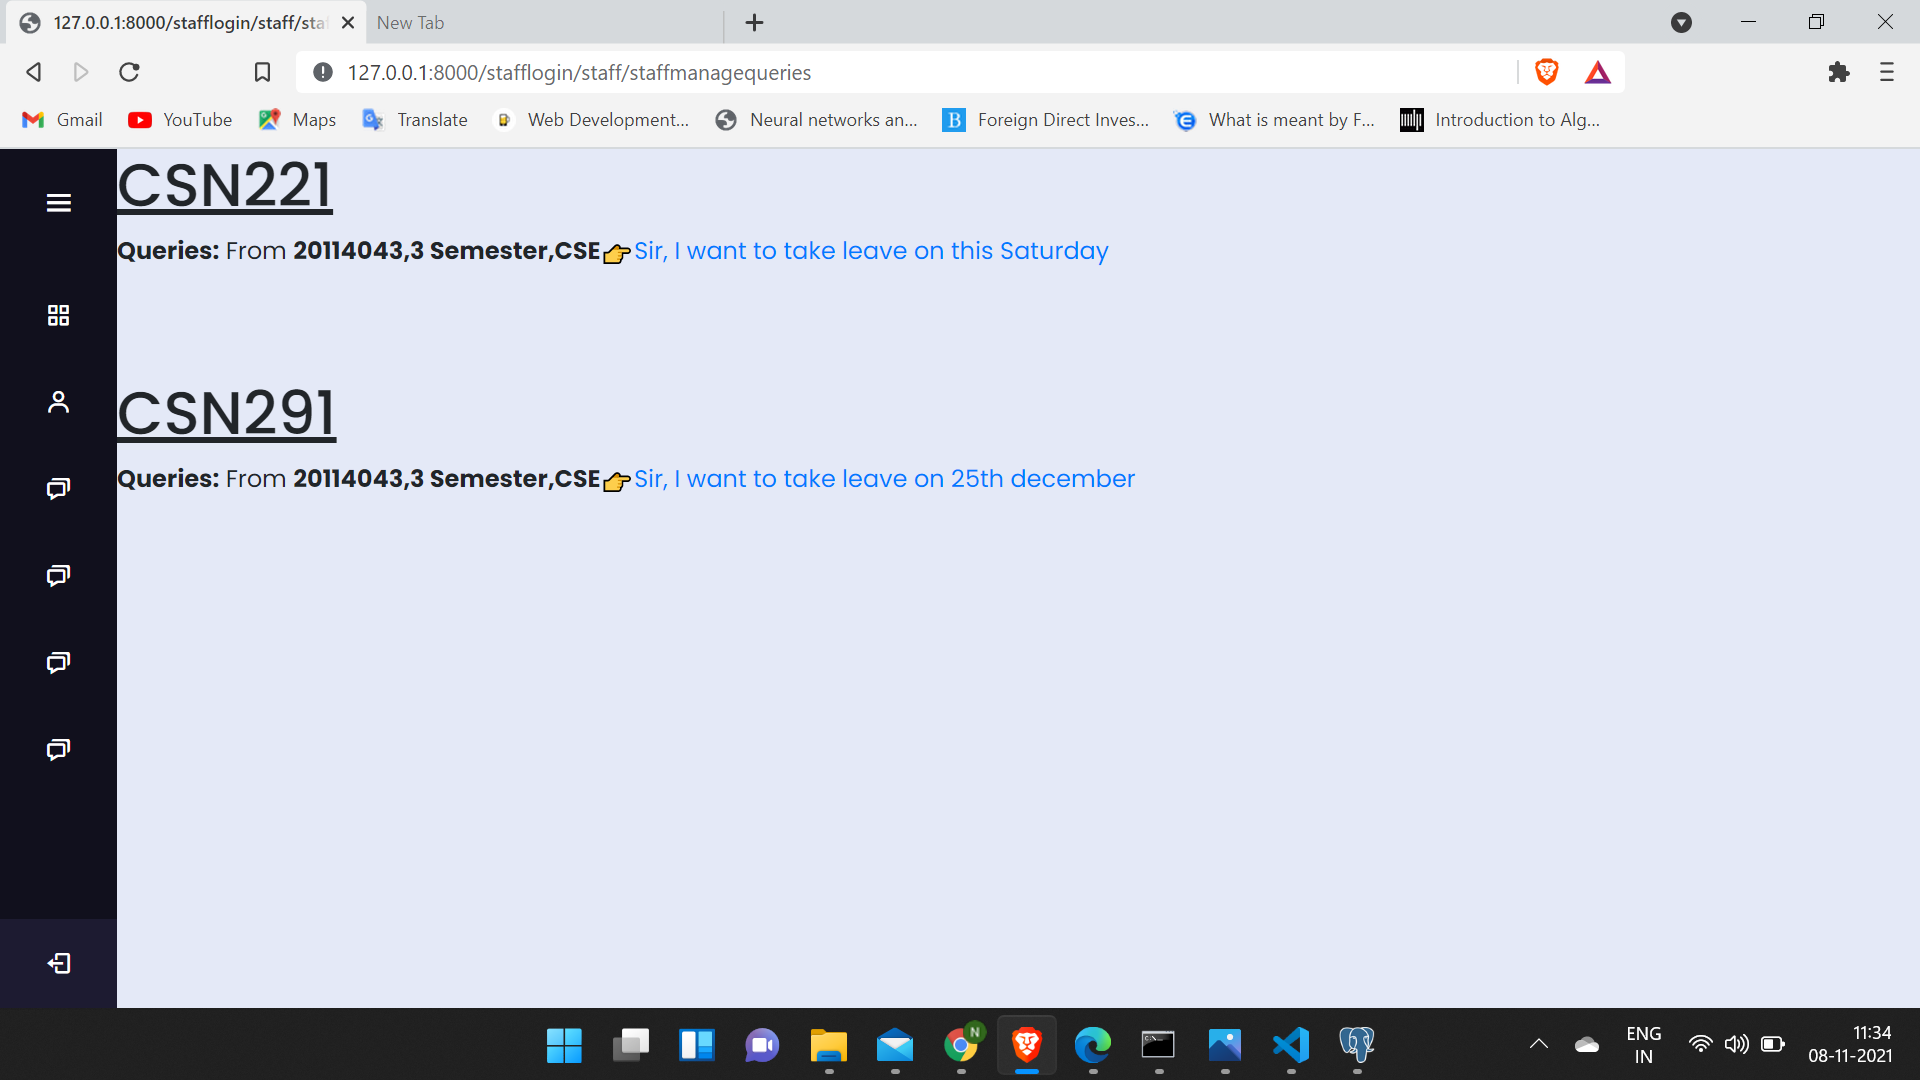 127.0.0.1:8000/stafflogin/staff/sta
New Tab
127.0.0.1:8000/stafflogin/staff/staffmanagequeries
Gmail
YouTube
Maps
Translate
Web Development...
Neural networks an...
Foreign Direct Inves...
What is meant by F...
Introduction to Alg...
CSN221
Queries: From 20114043,3 Semester,CSE👉Sir, I want to take leave on this Saturday
CSN291
Queries: From 20114043,3 Semester,CSE👉Sir, I want to take leave on 25th december
N
ENG
IN
11:34
08-11-2021